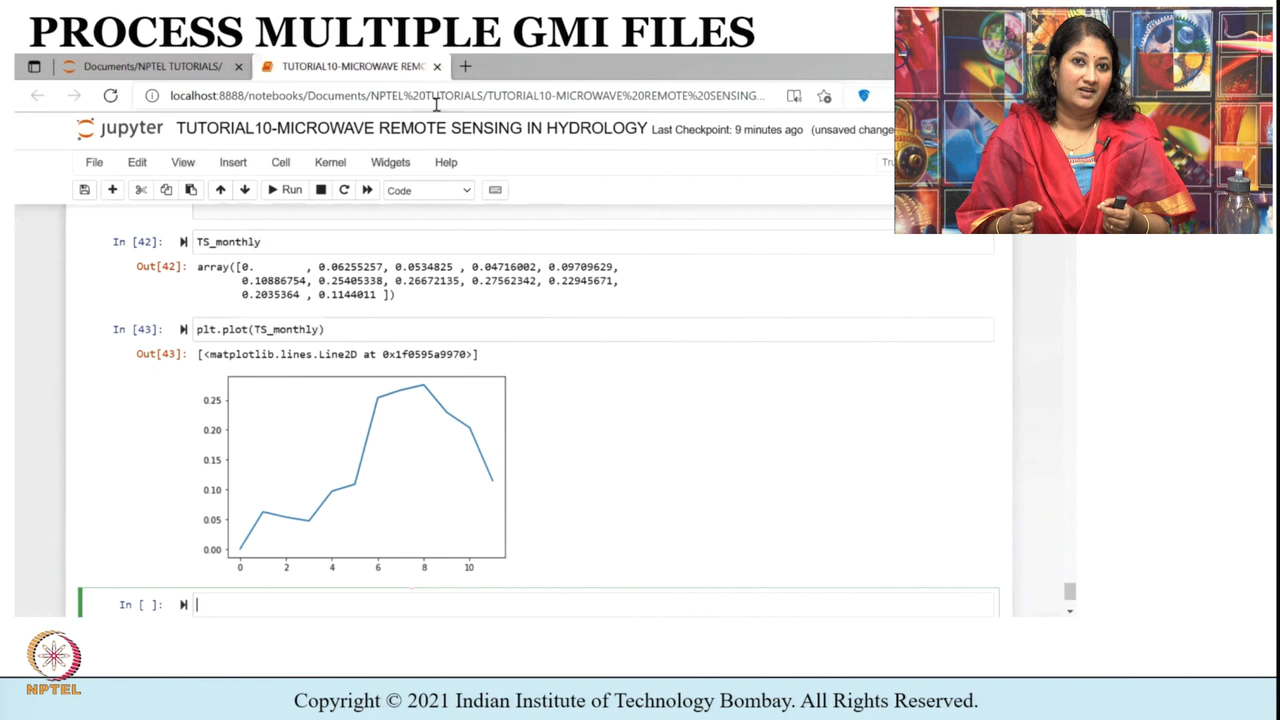 PROCESS MULTIPLE GMI FILES
Documents/NPTEL TUTORIALS/
TUTORIAL10-MICROWAVE REMO
localhost:8888/notebooks/Documents/NPTEL%20TUTORIALS/TUTORIAL10-MICROWAVE%20REMOTE%20SENSING...
jupyter TUTORIAL10-MICROWAVE REMOTE SENSING IN HYDROLOGY Last Checkpoint: 9 minutes ago (unsaved change
File Edit View Insert Cell Kernel Widgets Help Tru
Run Code
In [42]: TS_monthly
Out[42]: array([0. , 0.06255257, 0.0534825 , 0.04716002, 0.09709629,
0.10886754, 0.25405338, 0.26672135, 0.27562342, 0.22945671,
0.2035364 , 0.1144011 ])
In [43]: plt.plot(TS_monthly)
Out[43]: [<matplotlib.lines.Line2D at 0x1f0595a9970>]
0.25
0.20
0.15
0.10
0.05
0.00
0 2 4 6 8 10
In [ ]:
NPTEL
Copyright © 2021 Indian Institute of Technology Bombay. All Rights Reserved.